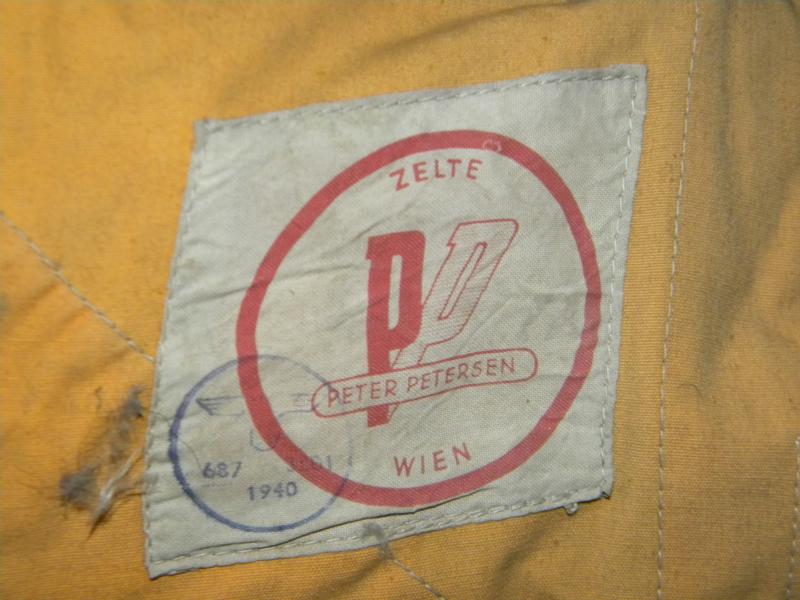 ZELTE
PP
PETER PETERSEN
WIEN
687
1940